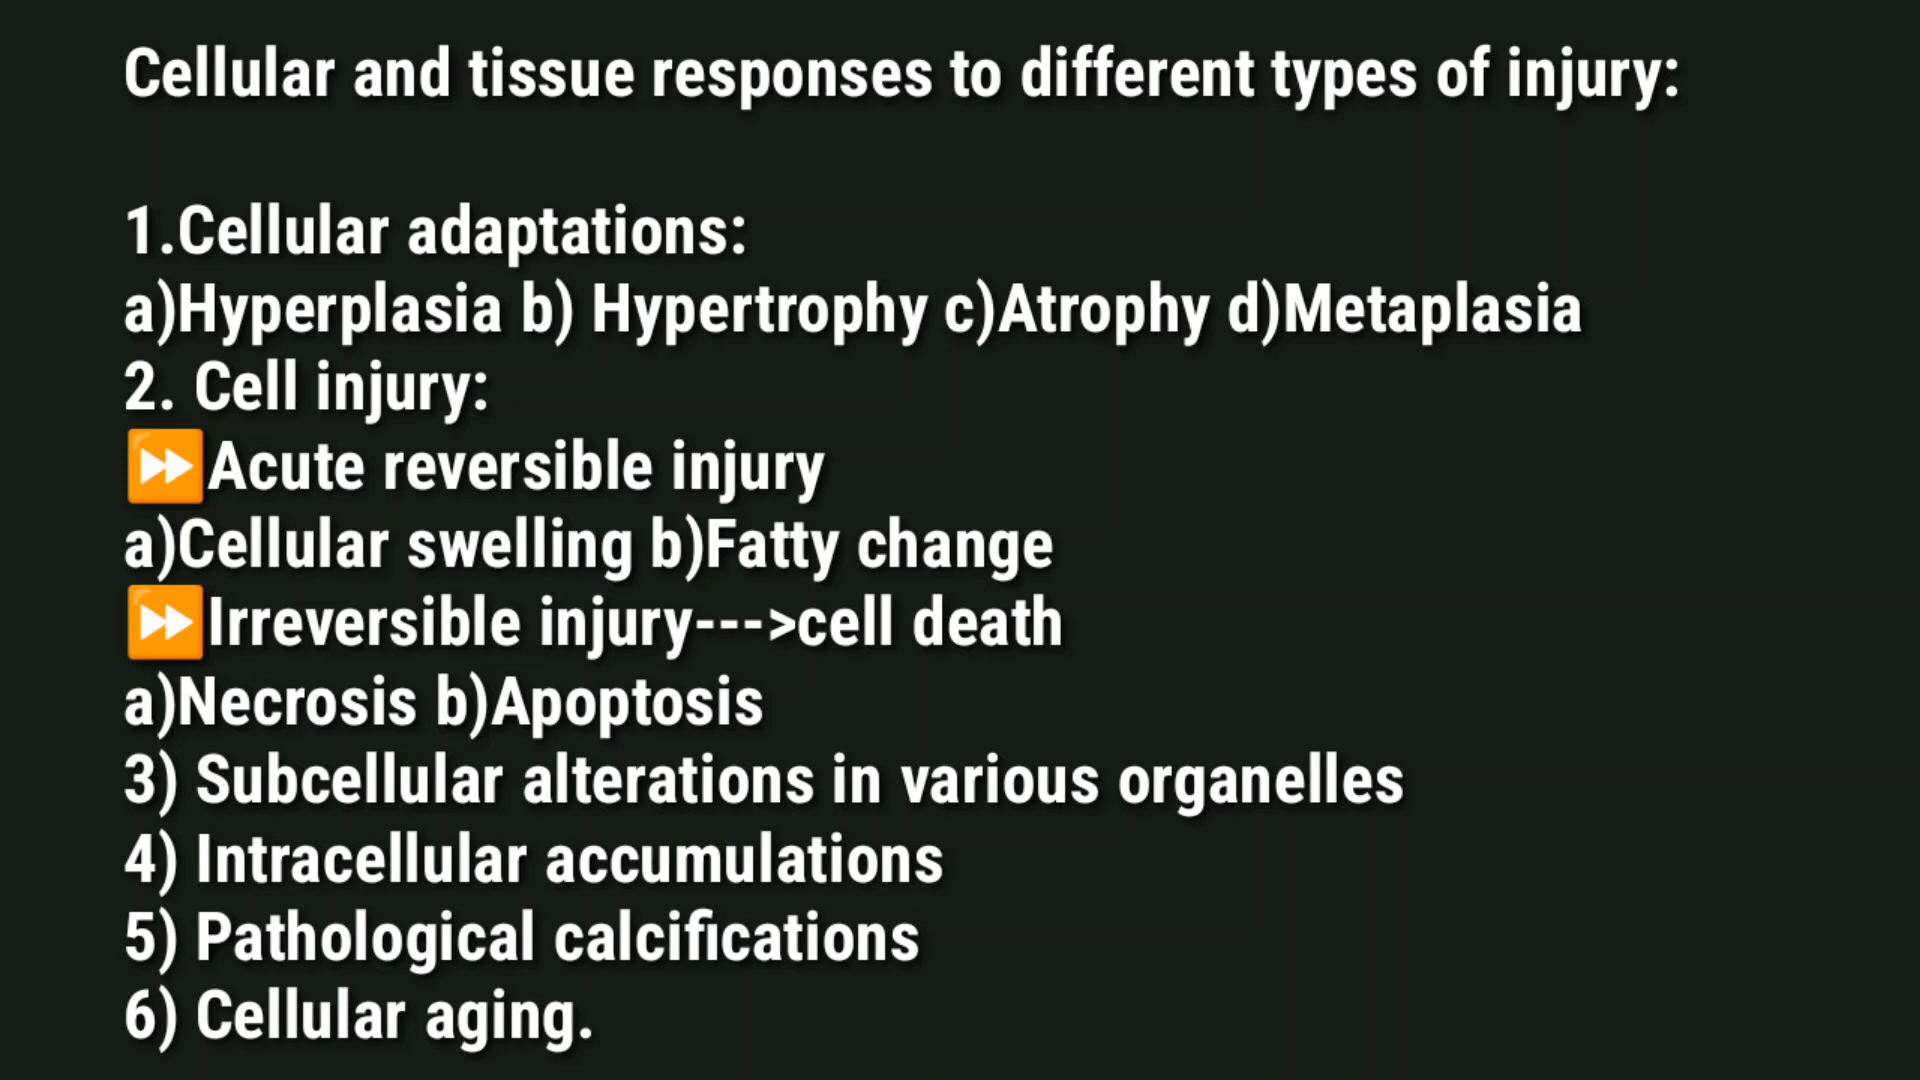 Cellular and tissue responses to different types of injury:
1.Cellular adaptations:
a)Hyperplasia b) Hypertrophy c)Atrophy d)Metaplasia
2. Cell injury:
⏩Acute reversible injury
a)Cellular swelling b)Fatty change
⏩Irreversible injury--->cell death
a)Necrosis b)Apoptosis
3) Subcellular alterations in various organelles
4) Intracellular accumulations
5) Pathological calcifications
6) Cellular aging.